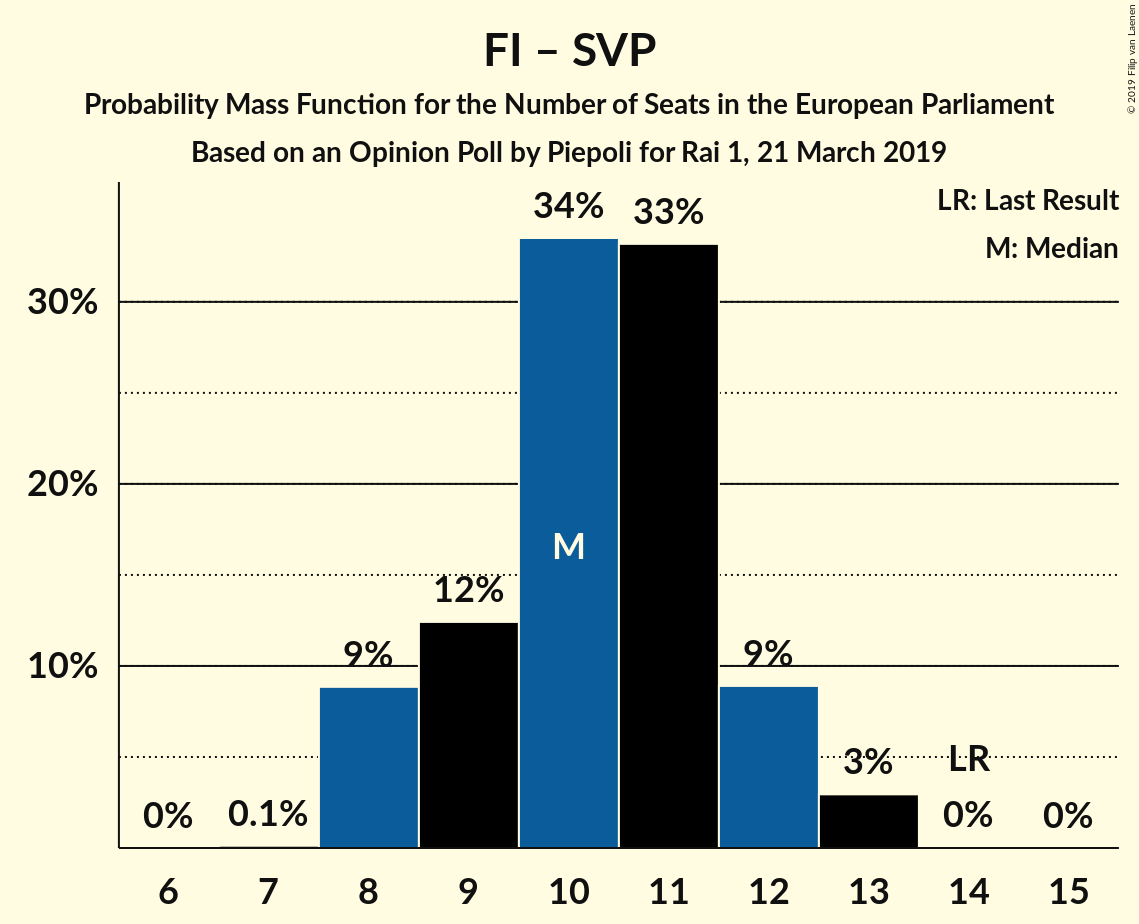 FI – SVP
Probability Mass Function for the Number of Seats in the European Parliament
Based on an Opinion Poll by Piepoli for Rai 1, 21 March 2019
© 2019 Filip van Laenen
LR: Last Result
M: Median
30%
20%
10%
0%
0.1%
9%
12%
34%
M
33%
9%
3%
LR
0%
0%
6 7 8 9 10 11 12 13 14 15